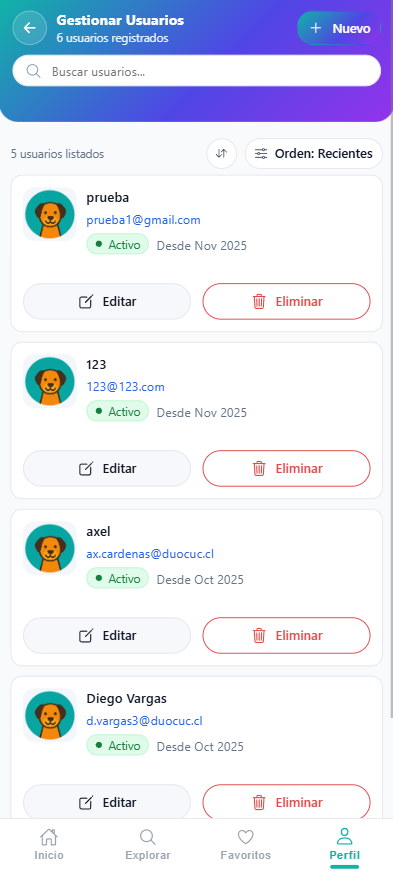 Gestionar Usuarios
6 usuarios registrados
Nuevo
Buscar usuarios...
5 usuarios listados
Orden: Recientes
prueba
prueba1@gmail.com
Activo Desde Nov 2025
Editar Eliminar
123
123@123.com
Activo Desde Nov 2025
Editar Eliminar
axel
ax.cardenas@duocuc.cl
Activo Desde Oct 2025
Editar Eliminar
Diego Vargas
d.vargas3@duocuc.cl
Activo Desde Oct 2025
Editar Eliminar
Inicio Explorar Favoritos Perfil